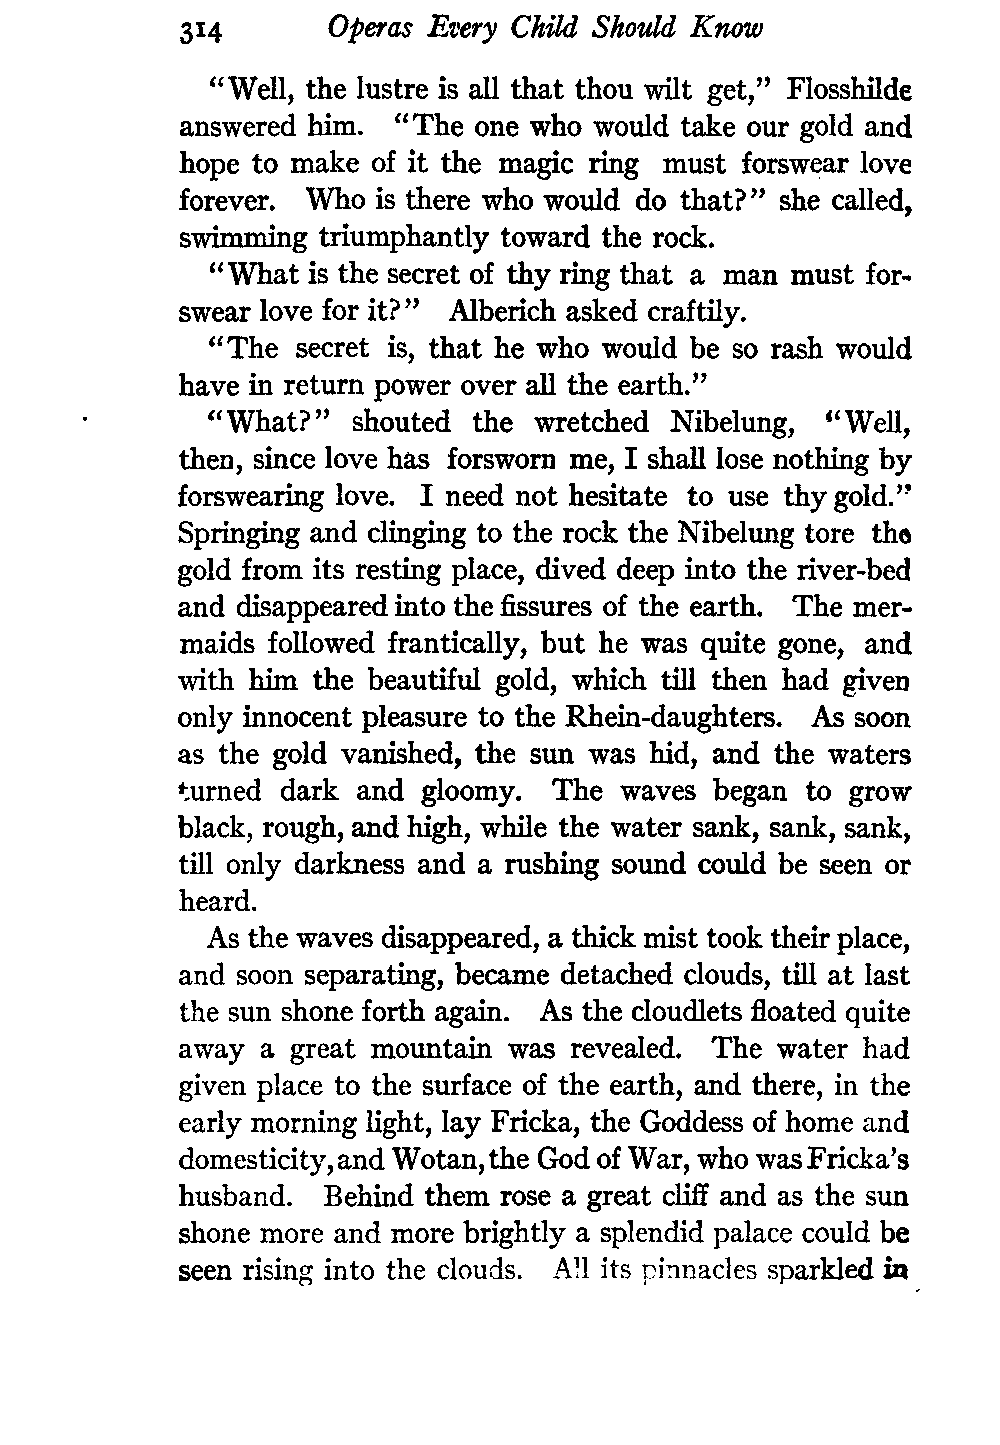 314 Operas Every Child Should Know
"Well, the lustre is all that thou wilt get," Flosshilde
answered him. "The one who would take our gold and
hope to make of it the magic ring must forswear love
forever. Who is there who would do that?" she called,
swimming triumphantly toward the rock.
"What is the secret of thy ring that a man must for-
swear love for it?" Alberich asked craftily.
"The secret is, that he who would be so rash would
have in return power over all the earth."
"What?" shouted the wretched Nibelung, "Well,
then, since love has forsworn me, I shall lose nothing by
forswearing love. I need not hesitate to use thy gold."
Springing and clinging to the rock the Nibelung tore the
gold from its resting place, dived deep into the river-bed
and disappeared into the fissures of the earth. The mer-
maids followed frantically, but he was quite gone, and
with him the beautiful gold, which till then had given
only innocent pleasure to the Rhein-daughters. As soon
as the gold vanished, the sun was hid, and the waters
turned dark and gloomy. The waves began to grow
black, rough, and high, while the water sank, sank, sank,
till only darkness and a rushing sound could be seen or
heard.
As the waves disappeared, a thick mist took their place,
and soon separating, became detached clouds, till at last
the sun shone forth again. As the cloudlets floated quite
away a great mountain was revealed. The water had
given place to the surface of the earth, and there, in the
early morning light, lay Fricka, the Goddess of home and
domesticity, and Wotan, the God of War, who was Fricka's
husband. Behind them rose a great cliff and as the sun
shone more and more brightly a splendid palace could be
seen rising into the clouds. All its pinnacles sparkled in